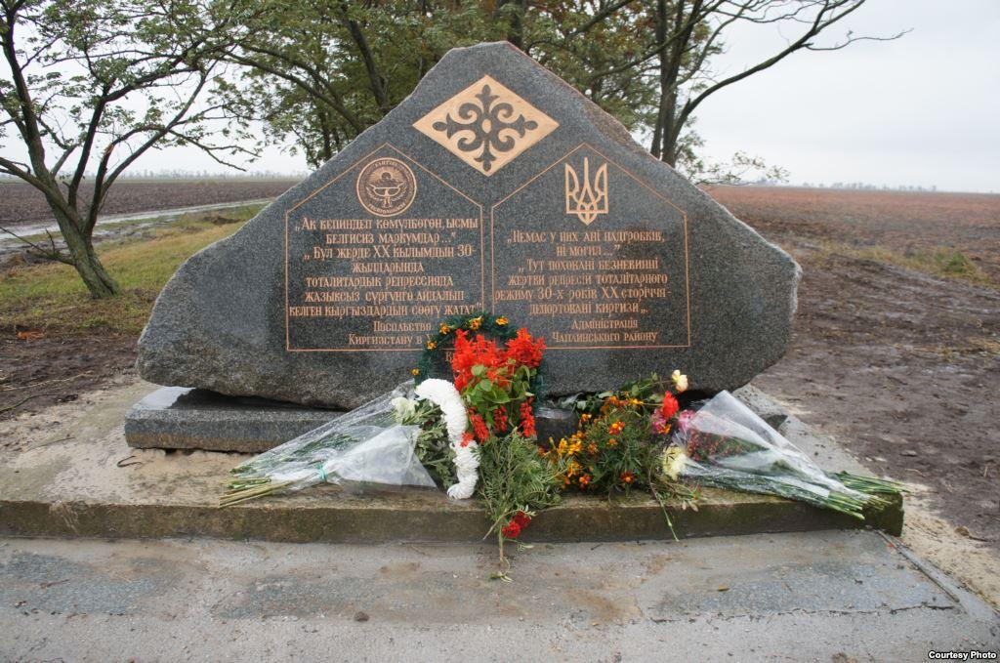 „Ак кепиндеп көмүлбөгөн, ысмы
белгисиз маркумдар...“
„Бул жерде XX кылымдын 30-
жылдарында
тоталитардык репрессияда
жазыксыз сүргүнгө айдалып
келген кыргыздардын сөөгү жатат“
Посольство
Киргизстану в
„Немає у них ані надгробків,
ні могил...“
„Тут поховані безневинні
жертви репресій тоталітарного
режиму 30-х років XX сторіччя-
депортовані киргизи„.
Адміністрація
Чаплинського району
Courtesy Photo